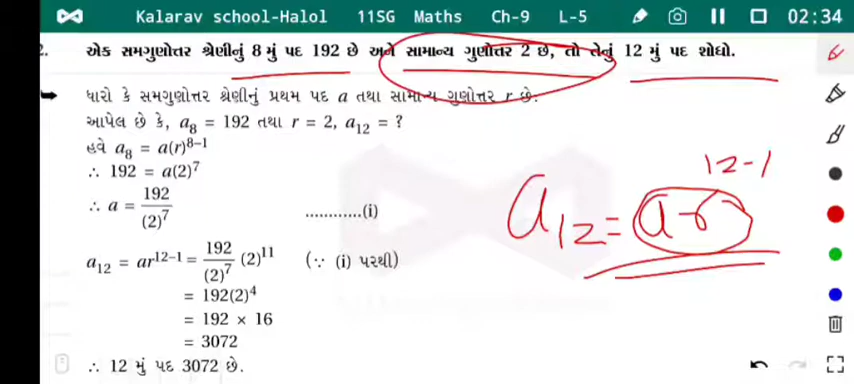 Kalarav school-Halol 11SG Maths Ch-9 L-5 02:34
2. એક સમગુણોત્તર શ્રેણીનું 8 મું પદ 192 છે અને સામાન્ય ગુણોત્તર 2 છે, તો તેનું 12 મું પદ શોધો.
ધારો કે સમગુણોત્તર શ્રેણીનું પ્રથમ પદ a તથા સામાન્ય ગુણોત્તર r છે.
આપેલ છે કે, a₈ = 192 તથા r = 2, a₁₂ = ?
હવે a₈ = a(r)⁸⁻¹
∴ 192 = a(2)⁷
∴ a = 192/(2)⁷ ............(i)
a₁₂ = ar¹²⁻¹ = 192/(2)⁷ (2)¹¹ (∵ (i) પરથી)
= 192(2)⁴
= 192 × 16
= 3072
∴ 12 મું પદ 3072 છે.
a₁₂ = ar¹²⁻¹